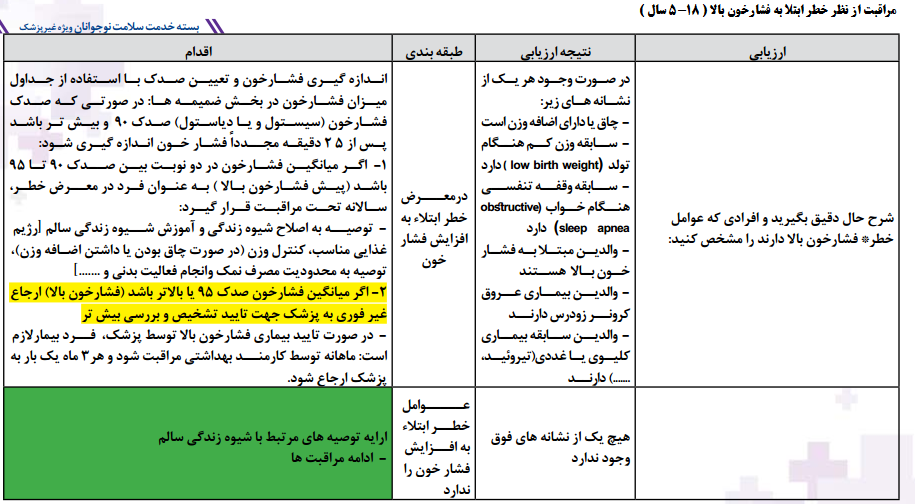 مراقبت از نظر خطر ابتلا به فشارخون بالا ( ۱۸- ۵ سال )
بسته خدمت سلامت نوجوانان ویژه غیرپزشک
ارزیابی
نتیجه ارزیابی
طبقه بندی
اقدام
شرح حال دقیق بگیرید و افرادی که عوامل
خطر* فشارخون بالا دارند را مشخص کنید:
در صورت وجود هر یک از
نشانه های زیر:
- چاق یا دارای اضافه وزن است
- سابقه وزن کم هنگام
تولد (low birth weight) دارد
- سابقه وقفه تنفسی
هنگام خواب (obstructive
sleep apnea) دارد
- والدین مبتلا به فشار
خون بالا هستند
- والدین بیماری عروق
کرونر زودرس دارند
- والدین سابقه بیماری
کلیوی یا غددی(تیروئید،
.......) دارند
درمعرض
خطر ابتلاء به
افزایش فشار
خون
اندازه گیری فشارخون و تعیین صدک با استفاده از جداول
میزان فشارخون در بخش ضمیمه ها: در صورتی که صدک
فشارخون (سیستول و یا دیاستول) صدک ۹۰ و بیش تر باشد
پس از ۲۵ دقیقه مجدداً فشار خون اندازه گیری شود:
۱- اگر میانگین فشارخون در دو نوبت بین صدک ۹۰ تا ۹۵
باشد (پیش فشارخون بالا ) به عنوان فرد در معرض خطر،
سالانه تحت مراقبت قرار گیرد:
- توصیه به اصلاح شیوه زندگی و آموزش شیوه زندگی سالم [رژیم
غذایی مناسب، کنترل وزن (در صورت چاق بودن یا داشتن اضافه وزن)،
توصیه به محدودیت مصرف نمک وانجام فعالیت بدنی و .......]
۲- اگر میانگین فشارخون صدک ۹۵ یا بالاتر باشد (فشارخون بالا) ارجاع
غیر فوری به پزشک جهت تایید تشخیص و بررسی بیش تر
- در صورت تایید بیماری فشارخون بالا توسط پزشک، فرد بیمارلازم
است: ماهانه توسط کارمند بهداشتی مراقبت شود و هر ۳ ماه یک بار به
پزشک ارجاع شود.
هیچ یک از نشانه های فوق
وجود ندارد
عوامل
خطر ابتلاء
به افزایش
فشار خون را
ندارد
ارایه توصیه های مرتبط با شیوه زندگی سالم
- ادامه مراقبت ها